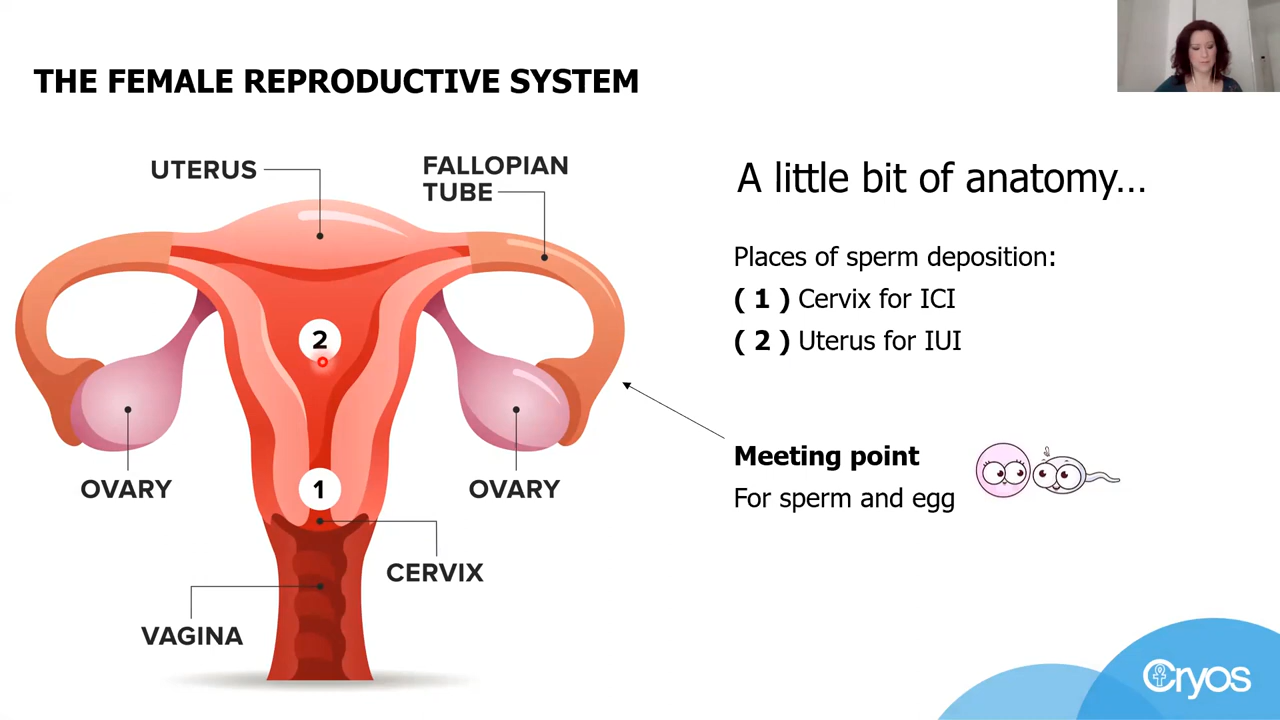 THE FEMALE REPRODUCTIVE SYSTEM
UTERUS
FALLOPIAN
TUBE
2
OVARY
OVARY
1
CERVIX
VAGINA
A little bit of anatomy...
Places of sperm deposition:
( 1 ) Cervix for ICI
( 2 ) Uterus for IUI
Meeting point
For sperm and egg
Cryos